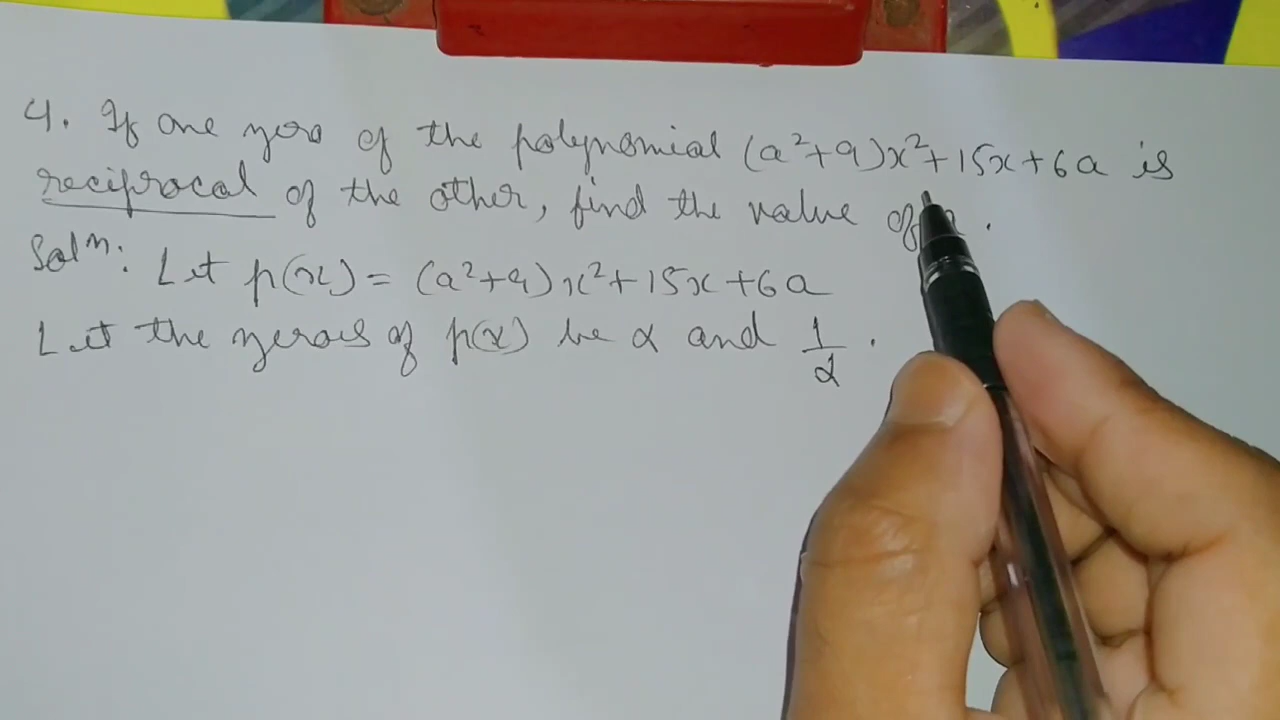 4. If one zero of the polynomial (a²+9)x²+15x+6a is
reciprocal of the other, find the value of a.
Solⁿ: Let p(x) = (a²+9)x²+15x+6a
Let the zeroes of p(x) be α and 1/α.